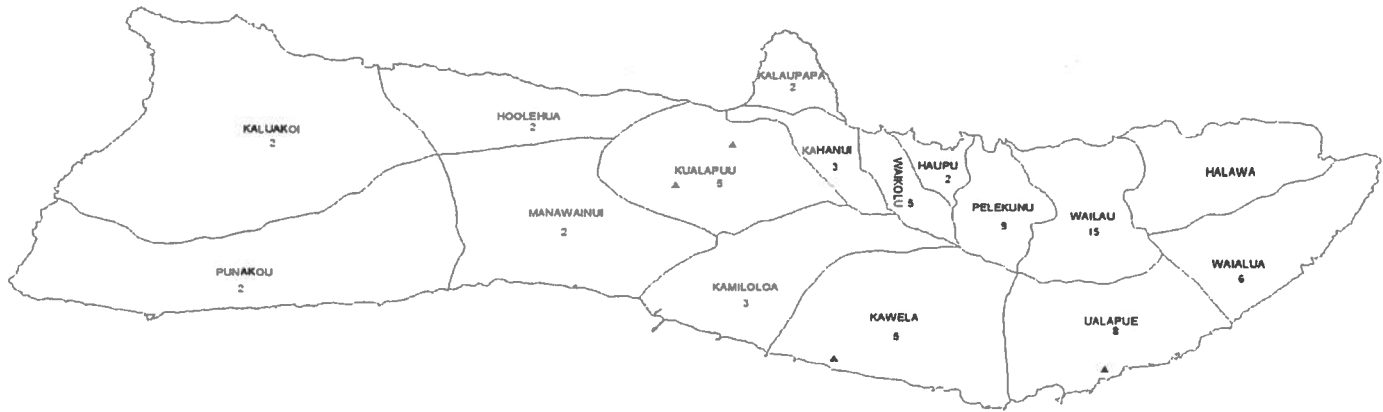 KALAUPAPA
2
KALUAKOI
2
HOOLEHUA
2
KUALAPUU
5
KAHANUI
3
WAIKOLU
5
HAUPU
2
PELEKUNU
9
WAILAU
15
HALAWA
MANAWAINUI
2
PUNAKOU
2
KAMILOLOA
3
KAWELA
5
UALAPUE
8
WAIALUA
6